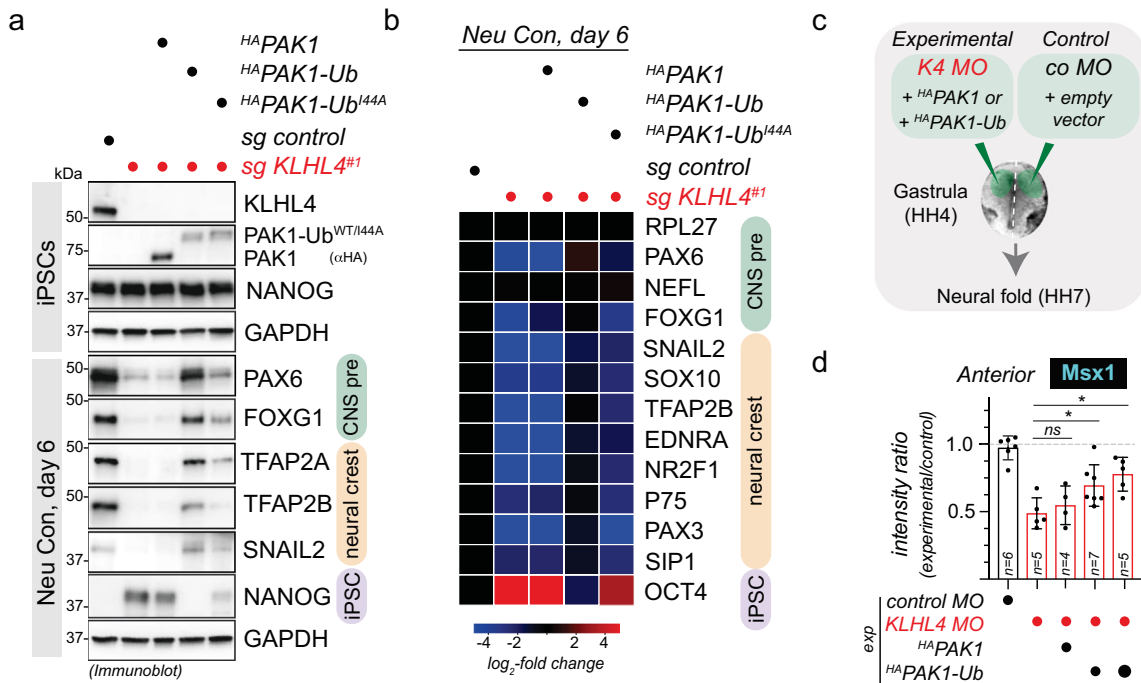 a
HAPAK1
HAPAK1-Ub
HAPAK1-UbI44A
sg control
sg KLHL4#1
kDa
iPSCs
50
KLHL4
75
PAK1-UbWT/I44A
PAK1 (αHA)
37
NANOG
37
GAPDH
Neu Con, day 6
50
PAX6
50
FOXG1
CNS pre
37
TFAP2A
50
TFAP2B
37
SNAIL2
neural crest
37
NANOG
iPSC
37
GAPDH
(Immunoblot)
b
Neu Con, day 6
HAPAK1
HAPAK1-Ub
HAPAK1-UbI44A
sg control
sg KLHL4#1
RPL27
PAX6
NEFL
FOXG1
CNS pre
SNAIL2
SOX10
TFAP2B
EDNRA
NR2F1
P75
PAX3
SIP1
neural crest
OCT4
iPSC
-4 -2 0 2 4
log2-fold change
c
Experimental
K4 MO
+ HAPAK1 or
+ HAPAK1-Ub
Control
co MO
+ empty
vector
Gastrula
(HH4)
Neural fold (HH7)
d
Anterior Msx1
*
*
ns
1.0
0.5
intensity ratio
(experimental/control)
n=6 n=5 n=4 n=7 n=5
exp
control MO
KLHL4 MO
HAPAK1
HAPAK1-Ub